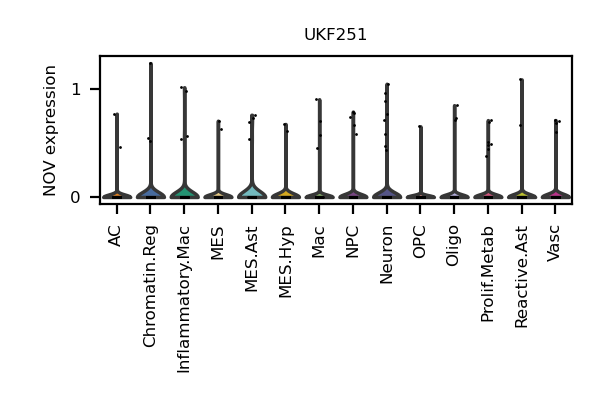 UKF251
NOV expression
1
0
AC
Chromatin.Reg
Inflammatory.Mac
MES
MES.Ast
MES.Hyp
Mac
NPC
Neuron
OPC
Oligo
Prolif.Metab
Reactive.Ast
Vasc